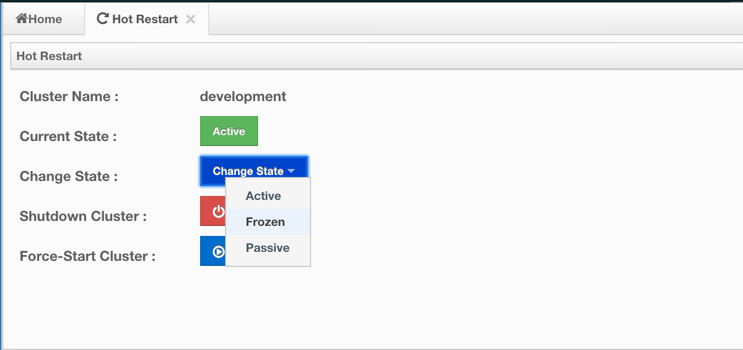 Home
Hot Restart
Hot Restart
Cluster Name :
development
Current State :
Active
Change State :
Change State
Active
Shutdown Cluster :
Frozen
Passive
Force-Start Cluster :